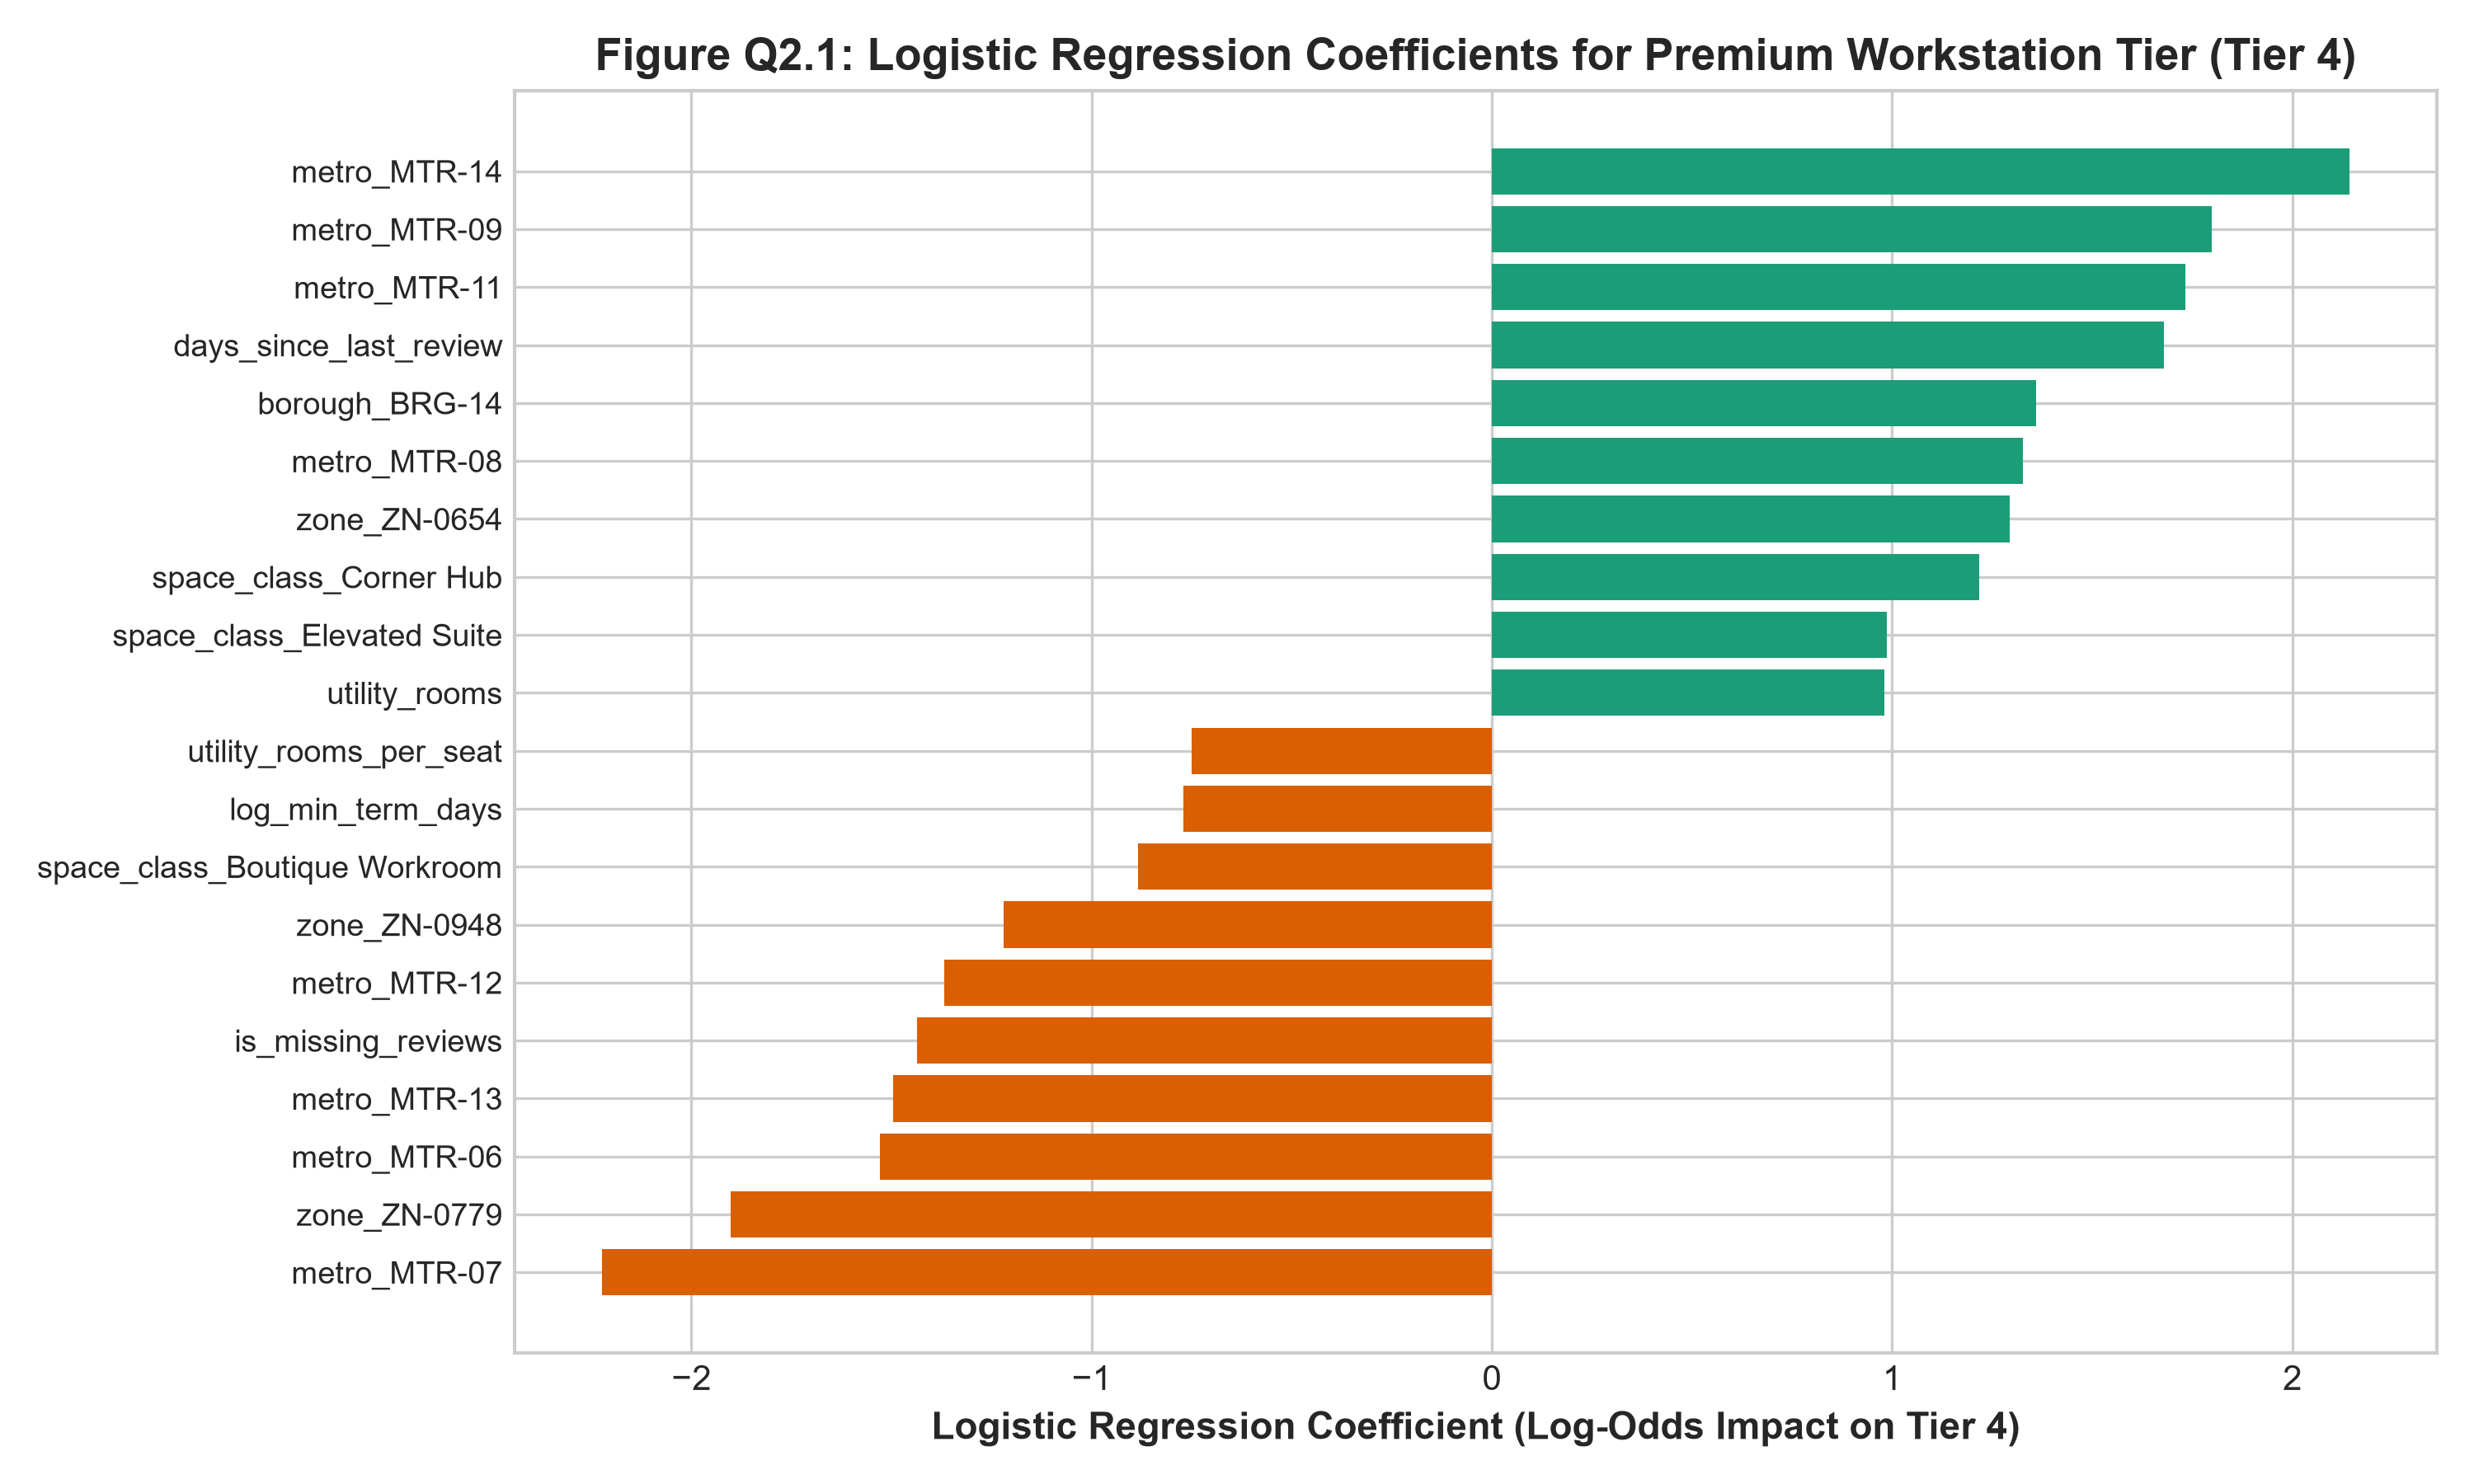 Figure Q2.1: Logistic Regression Coefficients for Premium Workstation Tier (Tier 4)
metro_MTR-14
metro_MTR-09
metro_MTR-11
days_since_last_review
borough_BRG-14
metro_MTR-08
zone_ZN-0654
space_class_Corner Hub
space_class_Elevated Suite
utility_rooms
utility_rooms_per_seat
log_min_term_days
space_class_Boutique Workroom
zone_ZN-0948
metro_MTR-12
is_missing_reviews
metro_MTR-13
metro_MTR-06
zone_ZN-0779
metro_MTR-07
−2 −1 0 1 2
Logistic Regression Coefficient (Log-Odds Impact on Tier 4)